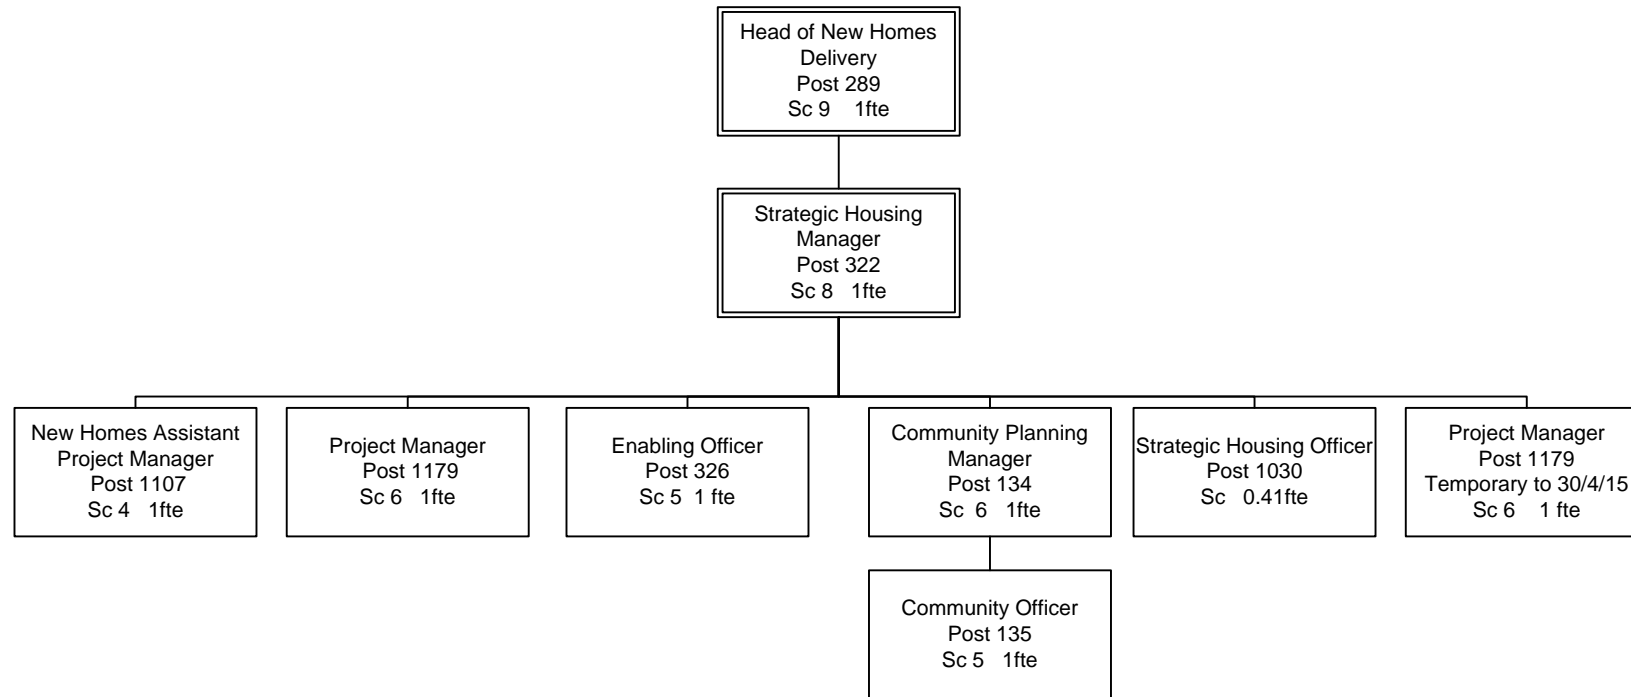 Head of New Homes
Delivery
Post 289
Sc 9 1fte
Strategic Housing
Manager
Post 322
Sc 8 1fte
New Homes Assistant
Project Manager
Post 1107
Sc 4 1fte
Project Manager
Post 1179
Sc 6 1fte
Enabling Officer
Post 326
Sc 5 1 fte
Community Planning
Manager
Post 134
Sc 6 1fte
Strategic Housing Officer
Post 1030
Sc 0.41fte
Project Manager
Post 1179
Temporary to 30/4/15
Sc 6 1 fte
Community Officer
Post 135
Sc 5 1fte